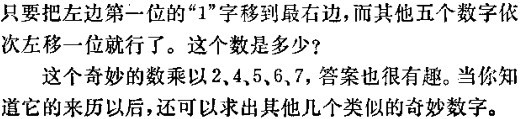 只要把左边第一位的“1”字移到最右边,而其他五个数字依
次左移一位就行了。这个数是多少?
这个奇妙的数乘以2、4、5、6、7,答案也很有趣。当你知
道它的来历以后,还可以求出其他几个类似的奇妙数字。